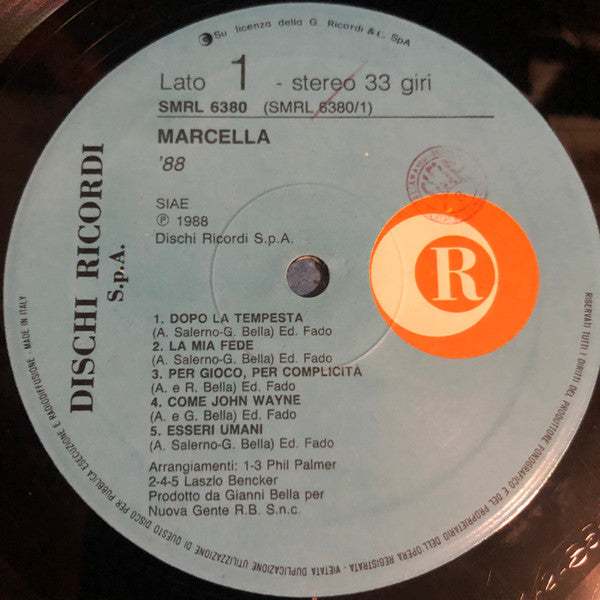 Su licenza della G. Ricordi & C. SpA
Lato 1 - stereo 33 giri
SMRL 6380 (SMRL 6380/1)
MARCELLA
'88
SIAE
Ⓟ 1988
Dischi Ricordi S.p.A.
DISCHI RICORDI
S.p.A.
R
1. DOPO LA TEMPESTA
(A. Salerno-G. Bella) Ed. Fado
2. LA MIA FEDE
(A. Salerno-G. Bella) Ed. Fado
3. PER GIOCO, PER COMPLICITÀ
(A. e R. Bella) Ed. Fado
4. COME JOHN WAYNE
(A. e G. Bella) Ed. Fado
5. ESSERI UMANI
(A. Salerno-G. Bella) Ed. Fado
Arrangiamenti: 1-3 Phil Palmer
2-4-5 Laszlo Bencker
Prodotto da Gianni Bella per
Nuova Gente R.B. S.n.c.
RISERVATI TUTTI I DIRITTI DEL PRODUTTORE FONOGRAFICO E DEL PROPRIETARIO DELL'OPERA REGISTRATA - VIETATA DUPLICAZIONE UTILIZZAZIONE DI QUESTO DISCO PER PUBBLICA ESECUZIONE E RADIODIFFUSIONE - MADE IN ITALY